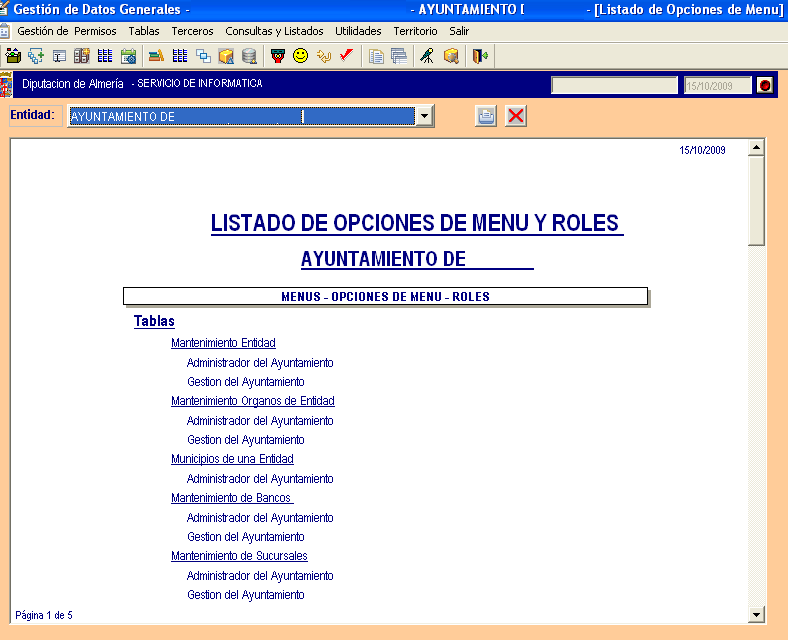 Gestión de Datos Generales - - AYUNTAMIENTO D - [Listado de Opciones de Menu]
Gestión de Permisos Tablas Terceros Consultas y Listados Utilidades Territorio Salir
Diputacion de Almería - SERVICIO DE INFORMATICA 15/10/2009
Entidad: AYUNTAMIENTO DE
15/10/2009
LISTADO DE OPCIONES DE MENU Y ROLES
AYUNTAMIENTO DE
MENUS - OPCIONES DE MENU - ROLES
Tablas
Mantenimiento Entidad
Administrador del Ayuntamiento
Gestion del Ayuntamiento
Mantenimiento Organos de Entidad
Administrador del Ayuntamiento
Gestion del Ayuntamiento
Municipios de una Entidad
Administrador del Ayuntamiento
Mantenimiento de Bancos
Administrador del Ayuntamiento
Gestion del Ayuntamiento
Mantenimiento de Sucursales
Administrador del Ayuntamiento
Gestion del Ayuntamiento
Página 1 de 5